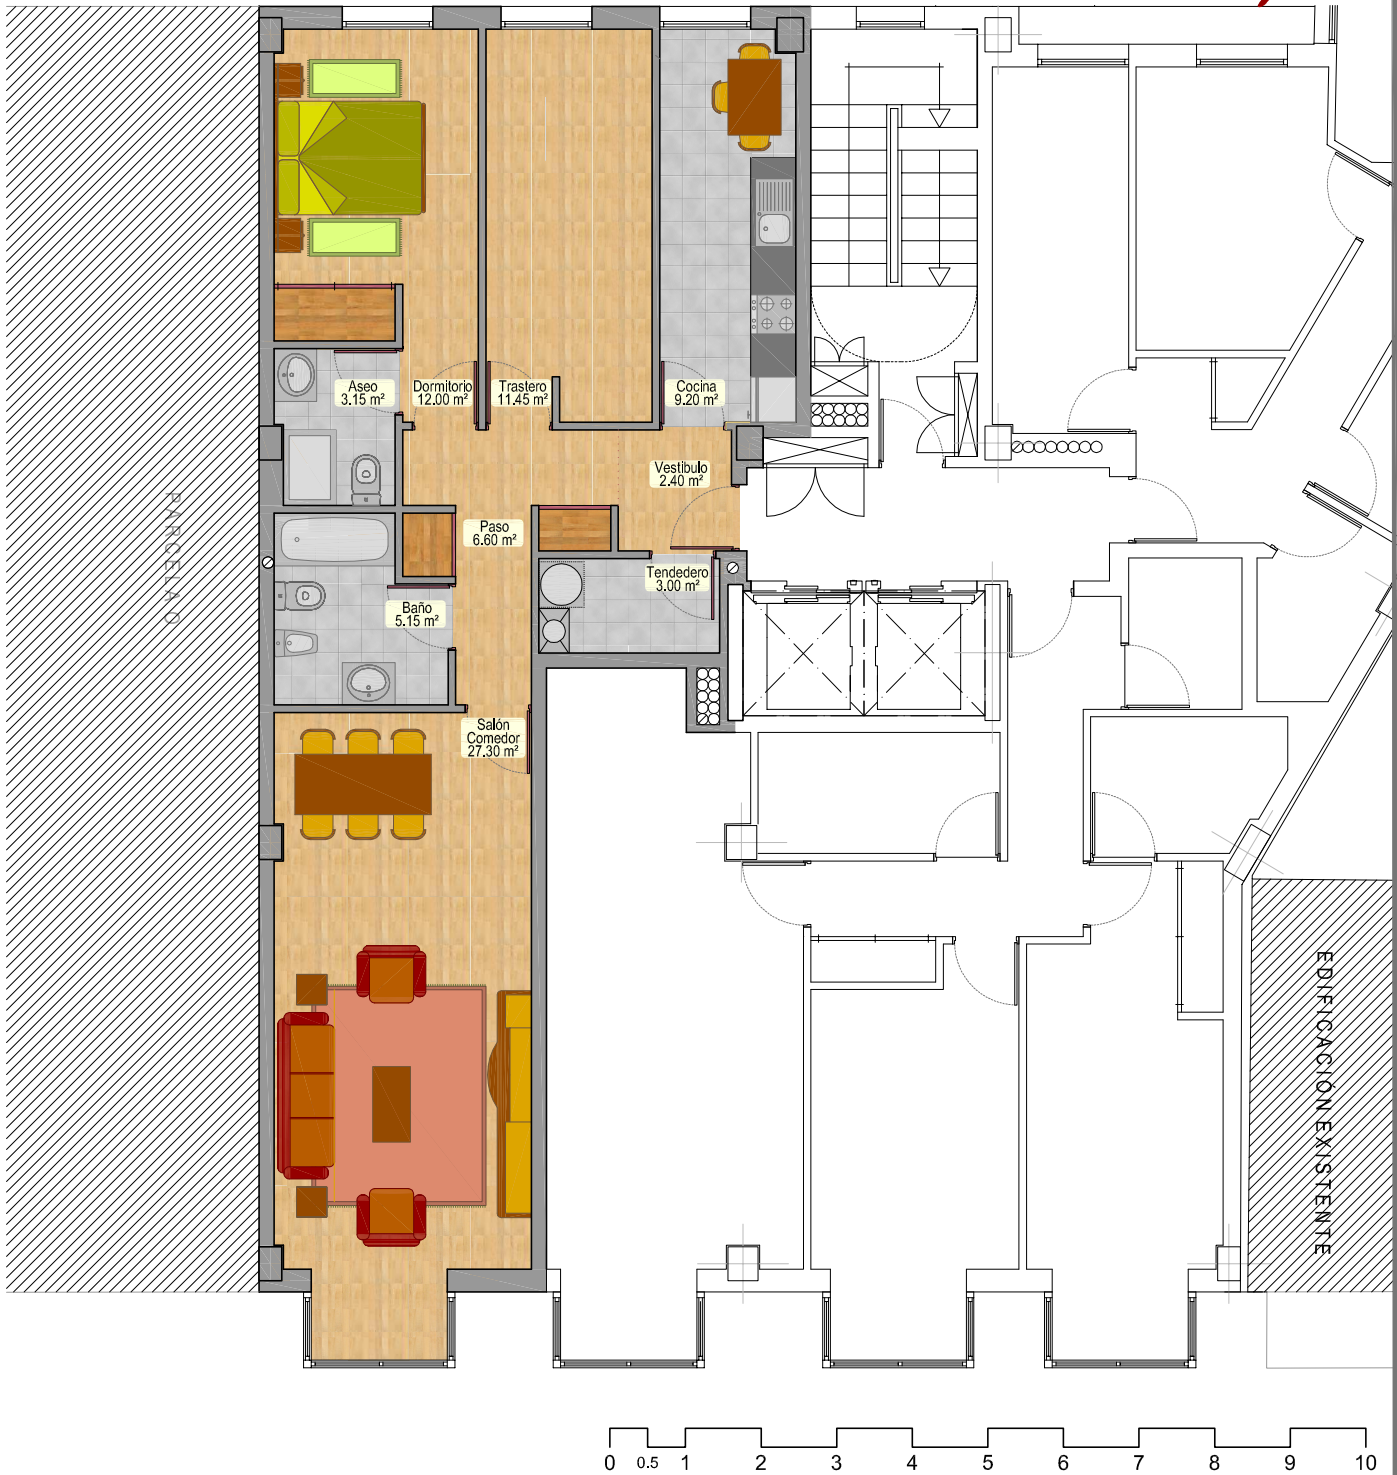 Aseo
3.15 m²
Dormitorio
12.00 m²
Trastero
11.45 m²
Cocina
9.20 m²
Vestibulo
2.40 m²
Paso
6.60 m²
Tendedero
3.00 m²
Baño
5.15 m²
Salón
Comedor
27.30 m²
PARCELA O
EDIFICACIÓN EXISTENTE
0 0.5 1 2 3 4 5 6 7 8 9 10